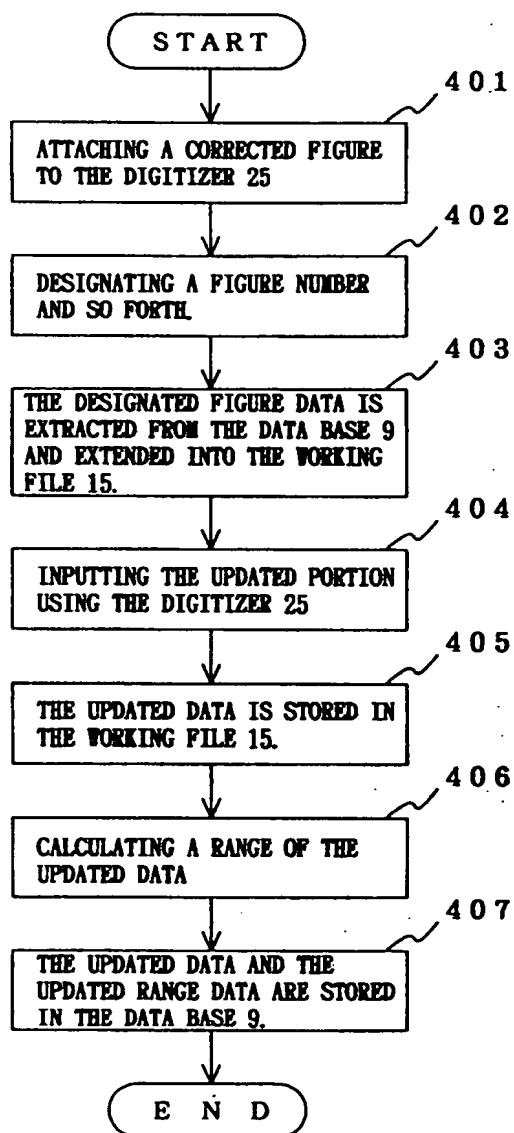 START
401
ATTACHING A CORRECTED FIGURE
TO THE DIGITIZER 25
402
DESIGNATING A FIGURE NUMBER
AND SO FORTH.
403
THE DESIGNATED FIGURE DATA IS
EXTRACTED FROM THE DATA BASE 9
AND EXTENDED INTO THE WORKING
FILE 15.
404
INPUTTING THE UPDATED PORTION
USING THE DIGITIZER 25
405
THE UPDATED DATA IS STORED IN
THE WORKING FILE 15.
406
CALCULATING A RANGE OF THE
UPDATED DATA
407
THE UPDATED DATA AND THE
UPDATED RANGE DATA ARE STORED
IN THE DATA BASE 9.
END